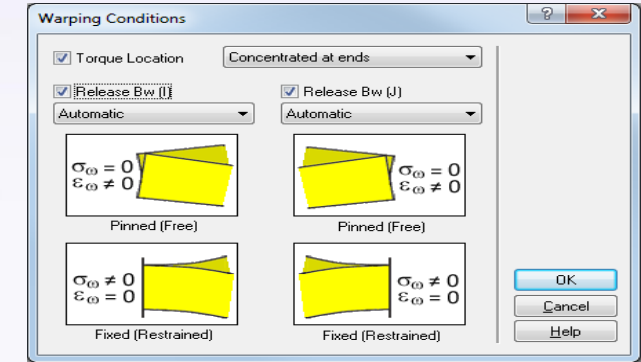 Warping Conditions
Torque Location Concentrated at ends
Release Bw (I) Release Bw (J)
Automatic Automatic
σω = 0 σω = 0
εω ≠ 0 εω ≠ 0
Pinned (Free) Pinned (Free)
σω ≠ 0 σω ≠ 0
εω = 0 εω = 0
Fixed (Restrained) Fixed (Restrained)
OK
Cancel
Help